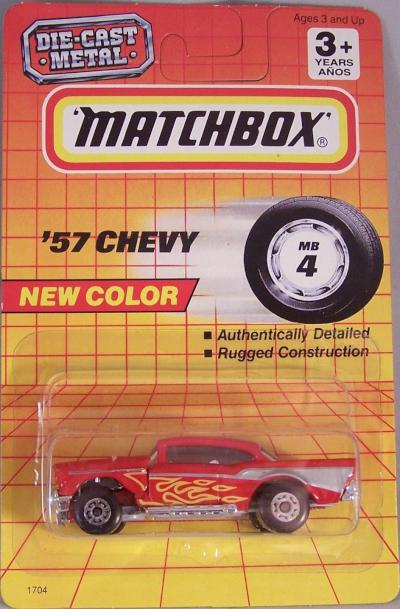 Ages 3 and Up
DIE-CAST
METAL
3+
YEARS
AÑOS
'MATCHBOX'®
'57 CHEVY
MB
4
NEW COLOR
■ Authentically Detailed
■ Rugged Construction
1704